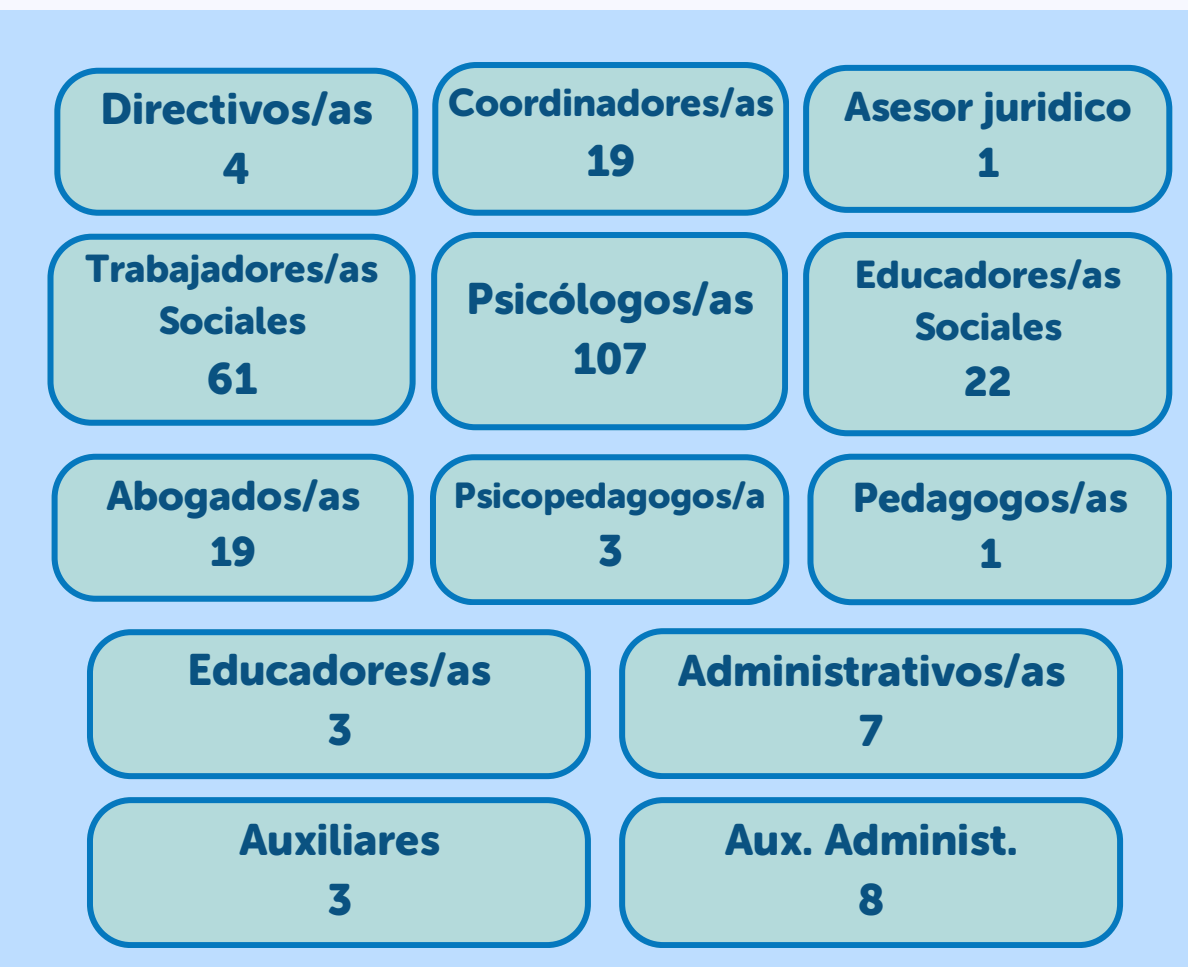 Directivos/as
4
Coordinadores/as
19
Asesor juridico
1
Trabajadores/as
Sociales
61
Psicólogos/as
107
Educadores/as
Sociales
22
Abogados/as
19
Psicopedagogos/a
3
Pedagogos/as
1
Educadores/as
3
Administrativos/as
7
Auxiliares
3
Aux. Administ.
8